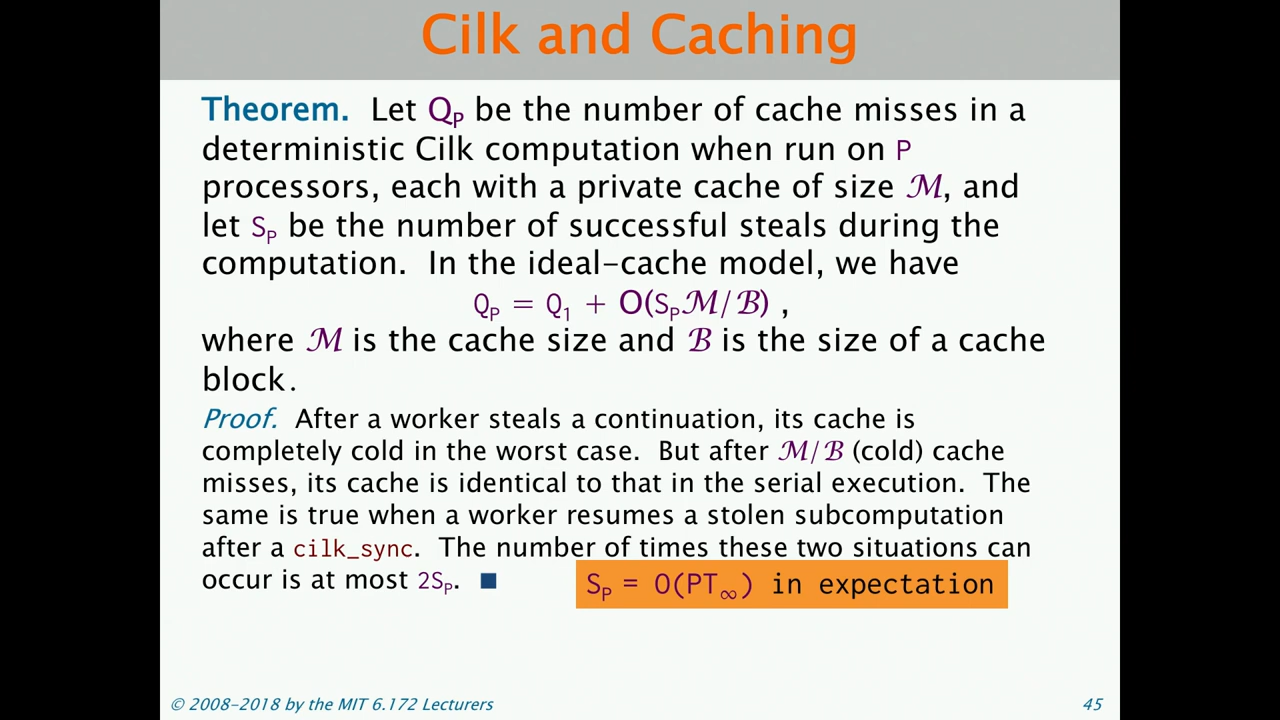 Cilk and Caching
Theorem. Let Q_P be the number of cache misses in a
deterministic Cilk computation when run on P
processors, each with a private cache of size ℳ, and
let S_P be the number of successful steals during the
computation. In the ideal-cache model, we have
Q_P = Q_1 + O(S_Pℳ/ℬ) ,
where ℳ is the cache size and ℬ is the size of a cache
block.
Proof. After a worker steals a continuation, its cache is
completely cold in the worst case. But after ℳ/ℬ (cold) cache
misses, its cache is identical to that in the serial execution. The
same is true when a worker resumes a stolen subcomputation
after a cilk_sync. The number of times these two situations can
occur is at most 2S_P. ■
S_P = O(PT_∞) in expectation
© 2008-2018 by the MIT 6.172 Lecturers
45